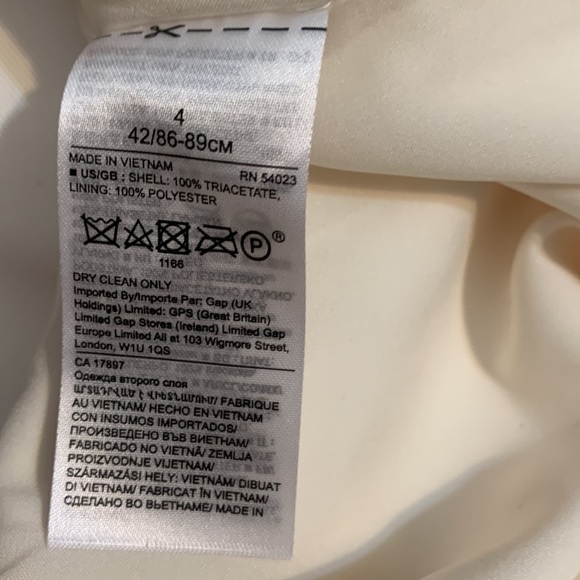 4
42/86-89CM
MADE IN VIETNAM RN 54023
■ US/GB : SHELL: 100% TRIACETATE,
LINING: 100% POLYESTER
P ®
1166
DRY CLEAN ONLY
Imported By/Importe Par: Gap (UK
Holdings) Limited: GPS (Great Britain)
Limited Gap Stores (Ireland) Limited Gap
Europe Limited All at 103 Wigmore Street,
London, W1U 1QS
CA 17897
Одежда второго слоя
ԱՐՏԱԴՐՎԱԾ Է ՎԻԵՏՆԱՄՈՒՄ/ FABRIQUE
AU VIETNAM/ HECHO EN VIETNAM
CON INSUMOS IMPORTADOS/
ПРОИЗВЕДЕНО ВЪВ ВИЕТНАМ/
FABRICADO NO VIETNÃ/ ZEMLJA
PROIZVODNJE VIJETNAM/
SZÁRMAZÁSI HELY: VIETNÁM/ DIBUAT
DI VIETNAM/ FABRICAT ÎN VIETNAM/
СДЕЛАНО ВО ВЬЕТНАМЕ/ MADE IN